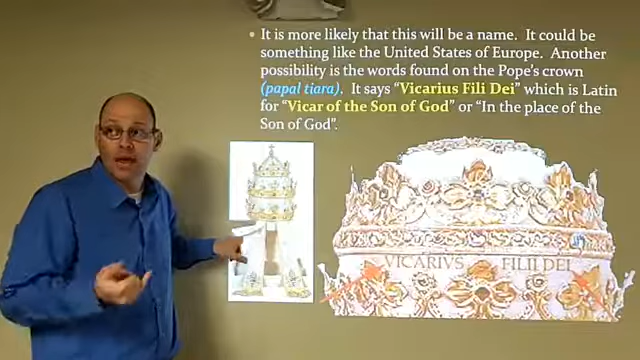 • It is more likely that this will be a name. It could be
something like the United States of Europe. Another
possibility is the words found on the Pope's crown
(papal tiara). It says "Vicarius Fili Dei" which is Latin
for "Vicar of the Son of God" or "In the place of the
Son of God".
VICARIVS FILII DEI